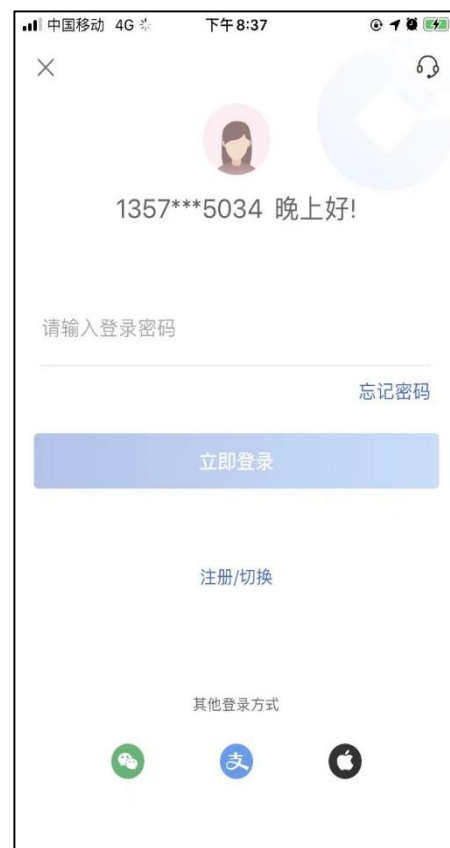 中国移动 4G 下午8:37
1357***5034 晚上好!
请输入登录密码
忘记密码
立即登录
注册/切换
其他登录方式
支